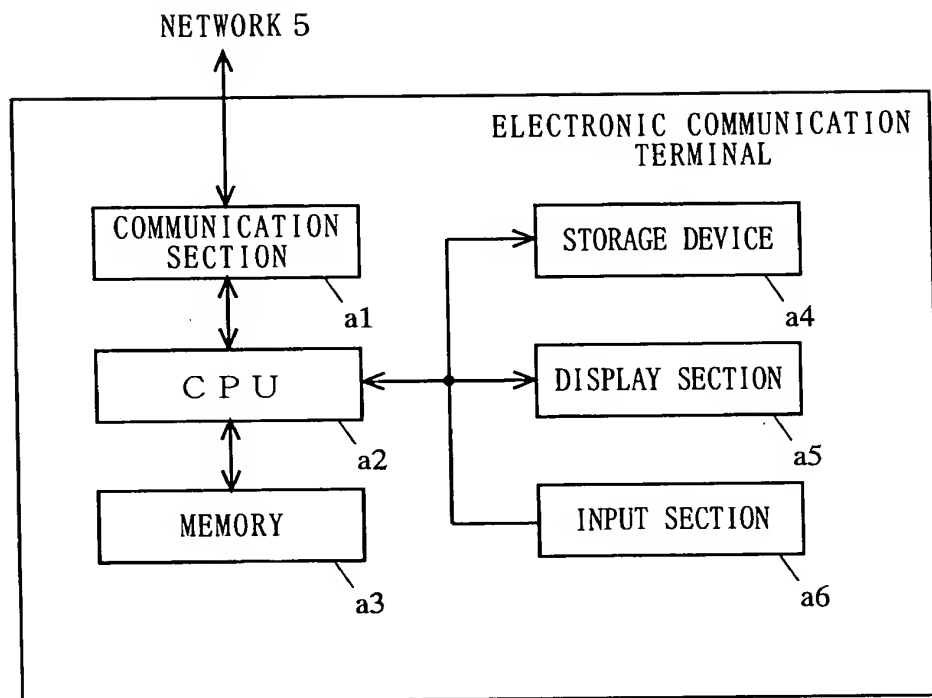 NETWORK 5
ELECTRONIC COMMUNICATION
TERMINAL
COMMUNICATION
SECTION
a1
CPU
a2
MEMORY
a3
STORAGE DEVICE
a4
DISPLAY SECTION
a5
INPUT SECTION
a6